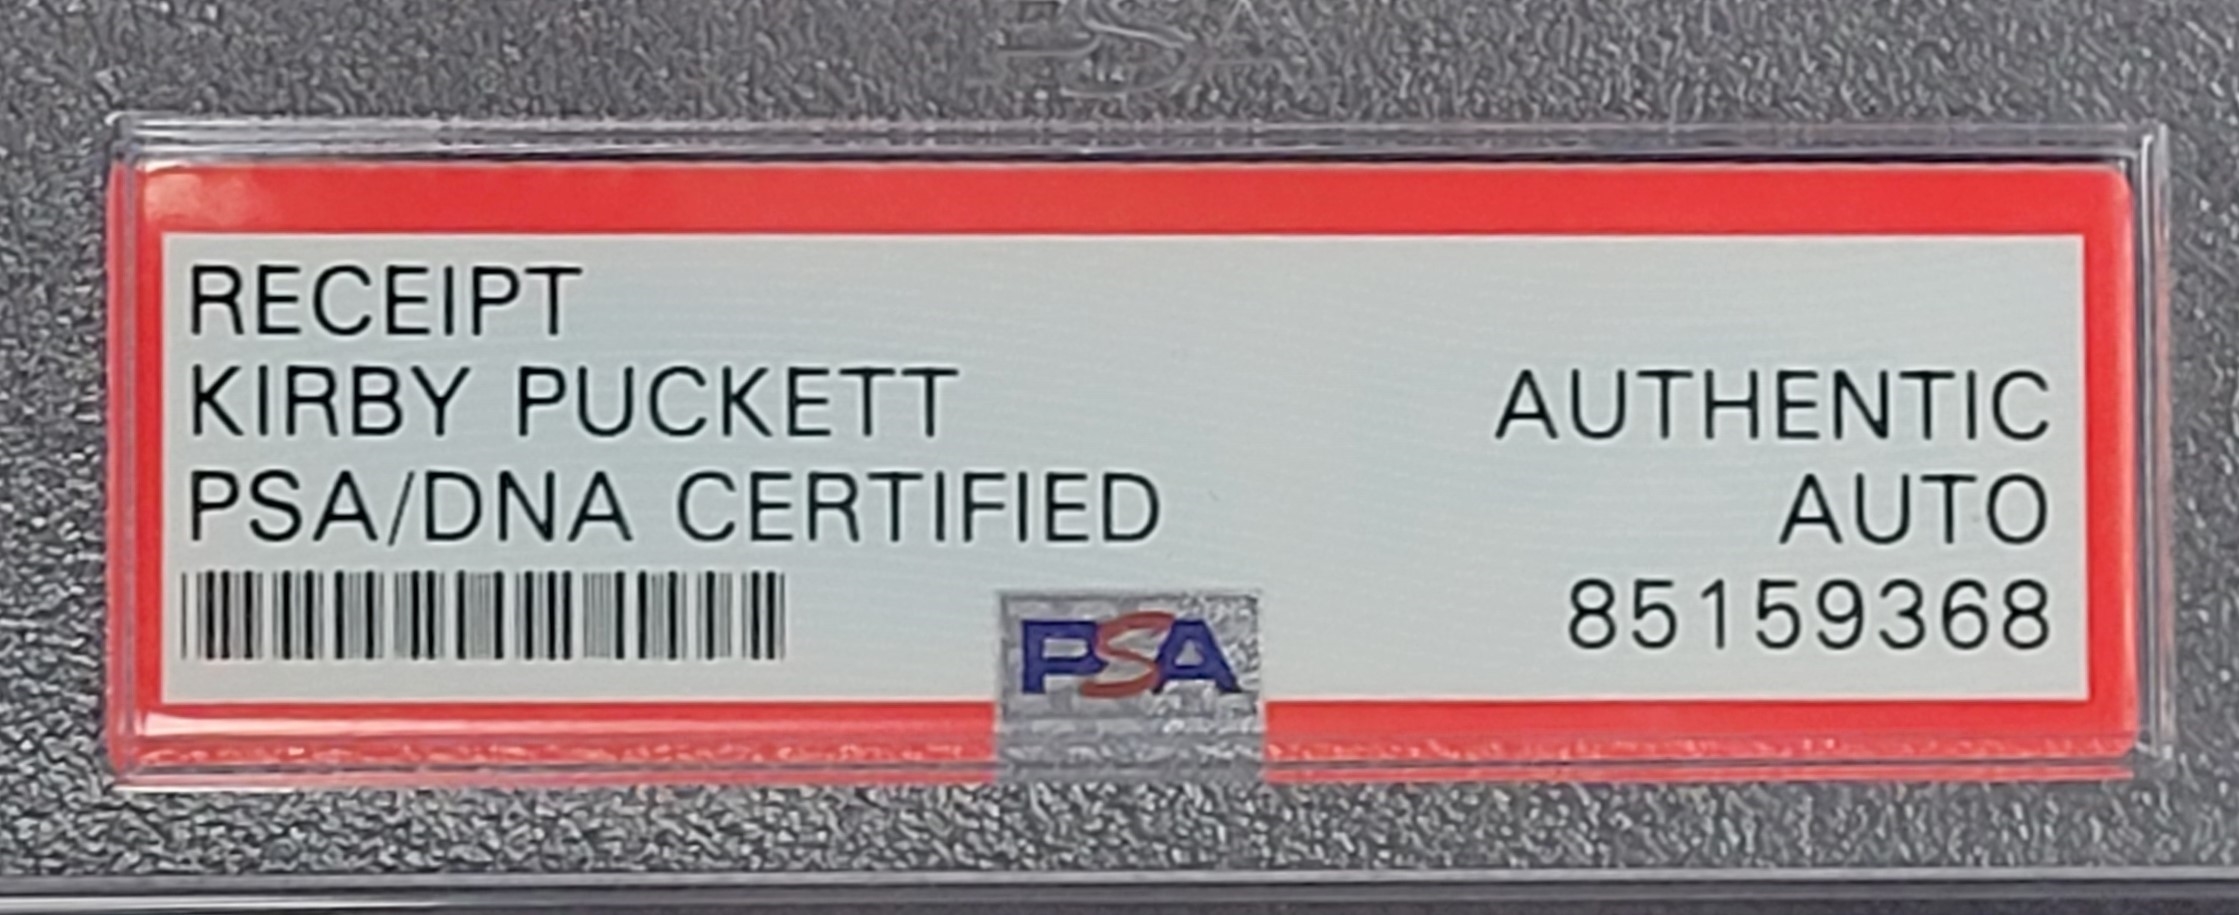 PSA
RECEIPT
KIRBY PUCKETT
PSA/DNA CERTIFIED
AUTHENTIC
AUTO
85159368
PSA